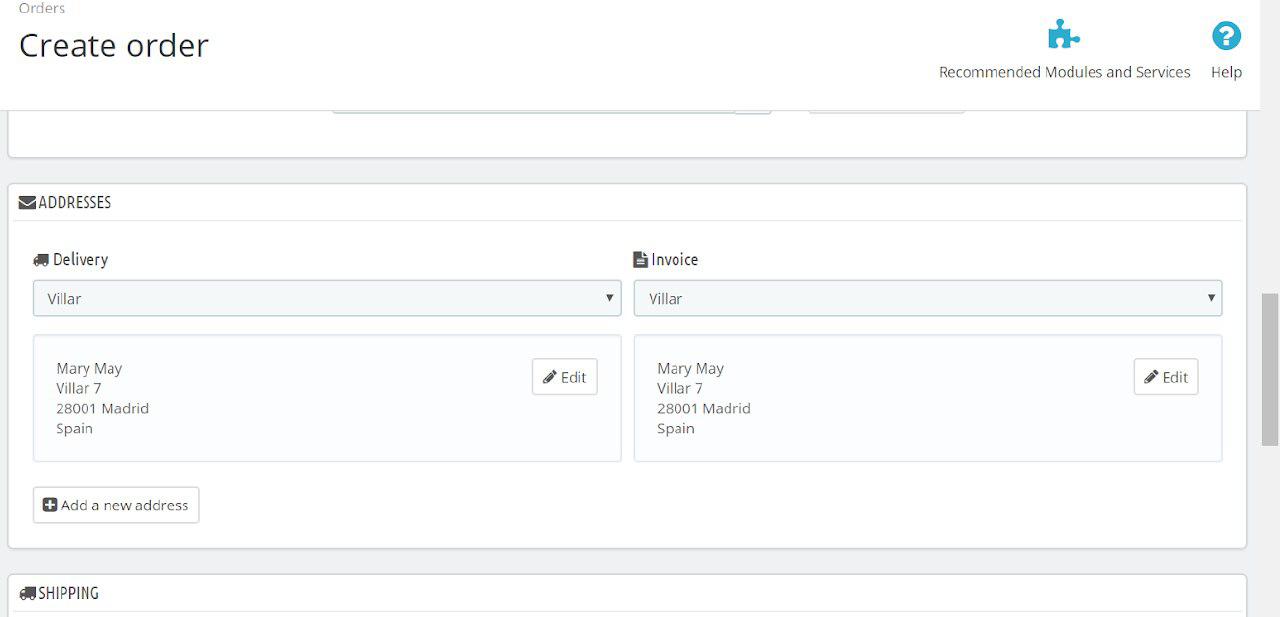 Orders
Create order
Recommended Modules and Services
Help
ADDRESSES
Delivery
Invoice
Villar
Villar
Mary May
Villar 7
28001 Madrid
Spain
Edit
Mary May
Villar 7
28001 Madrid
Spain
Edit
Add a new address
SHIPPING